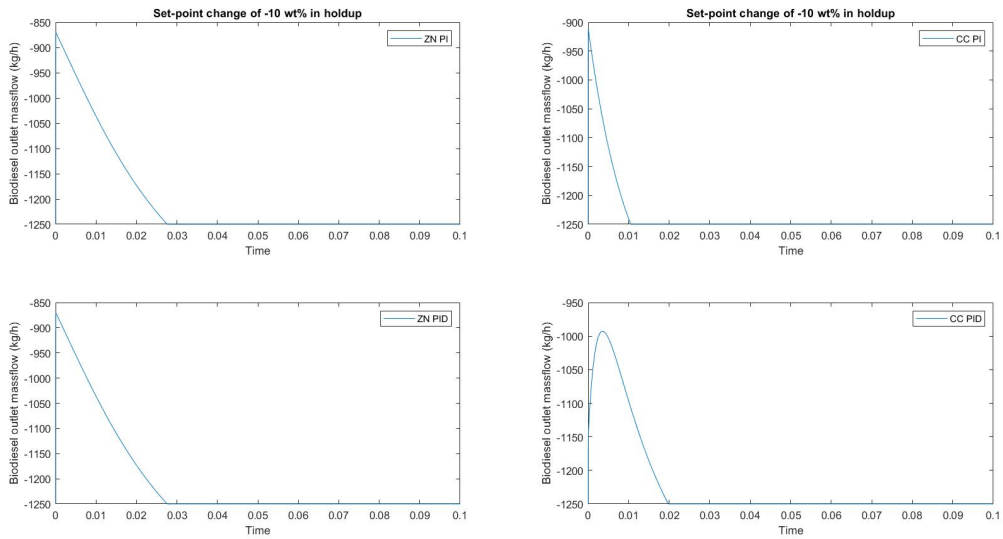 Set-point change of -10 wt% in holdup
Biodiesel outlet massflow (kg/h)
-850
-900
-950
-1000
-1050
-1100
-1150
-1200
-1250
ZN PI
0 0.01 0.02 0.03 0.04 0.05 0.06 0.07 0.08 0.09 0.1
Time
Set-point change of -10 wt% in holdup
Biodiesel outlet massflow (kg/h)
-900
-950
-1000
-1050
-1100
-1150
-1200
-1250
CC PI
0 0.01 0.02 0.03 0.04 0.05 0.06 0.07 0.08 0.09 0.1
Time
Biodiesel outlet massflow (kg/h)
-850
-900
-950
-1000
-1050
-1100
-1150
-1200
-1250
ZN PID
0 0.01 0.02 0.03 0.04 0.05 0.06 0.07 0.08 0.09 0.1
Time
Biodiesel outlet massflow (kg/h)
-950
-1000
-1050
-1100
-1150
-1200
-1250
CC PID
0 0.01 0.02 0.03 0.04 0.05 0.06 0.07 0.08 0.09 0.1
Time